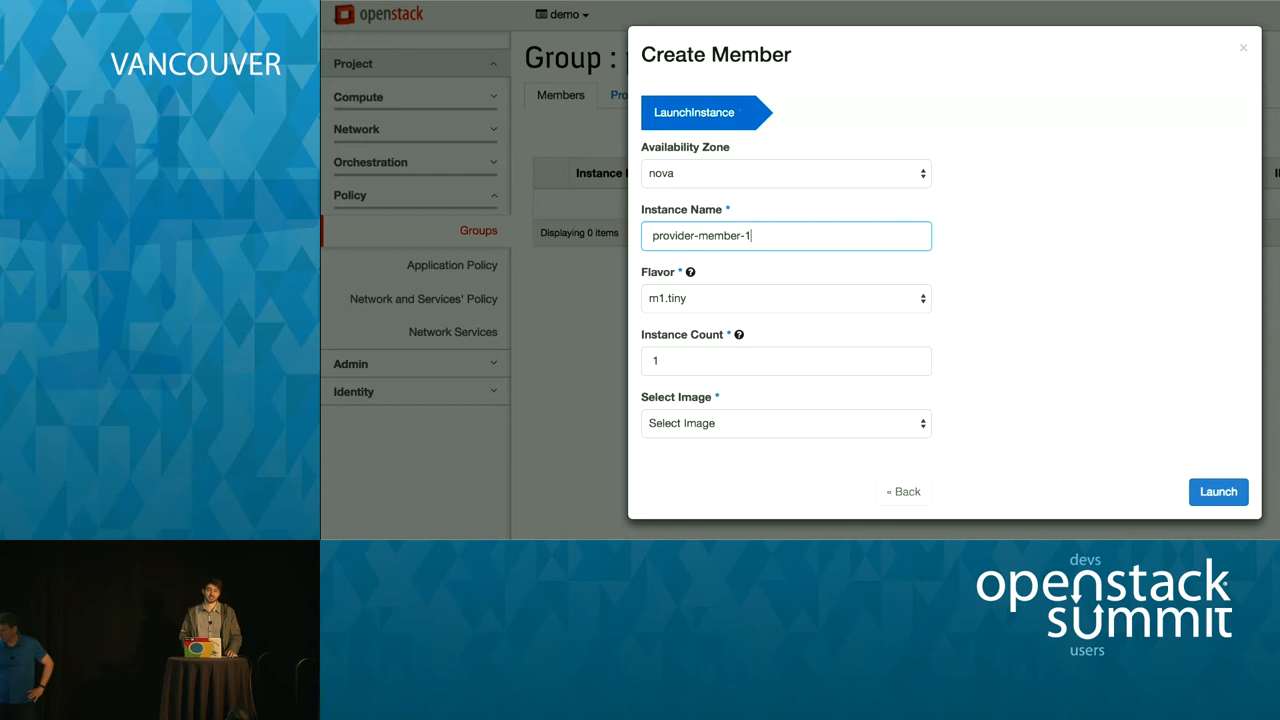 VANCOUVER
openstack
demo
Project
Compute
Network
Orchestration
Policy
Groups
Application Policy
Network and Services' Policy
Network Services
Admin
Identity
Group :
Members
Pro
Instance
Displaying 0 items
Create Member
×
LaunchInstance
Availability Zone
nova
Instance Name *
provider-member-1
Flavor * ?
m1.tiny
Instance Count * ?
1
Select Image *
Select Image
« Back
Launch
devs
openstack
summit
users